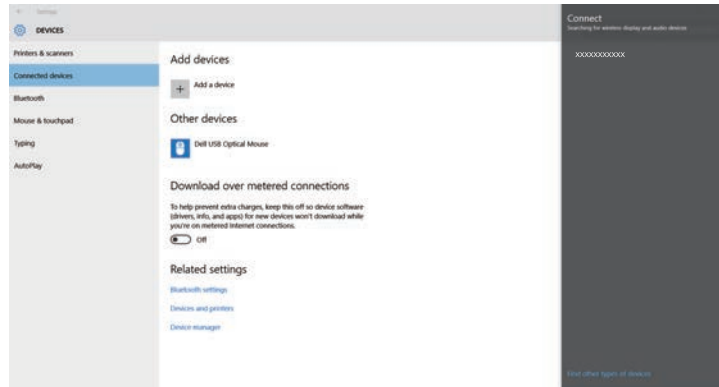 Settings
DEVICES
Printers & scanners
Connected devices
Bluetooth
Mouse & touchpad
Typing
AutoPlay
Add devices
Add a device
Other devices
Dell USB Optical Mouse
Download over metered connections
To help prevent extra charges, keep this off so device software
(drivers, info, and apps) for new devices won't download while
you're on metered Internet connections.
Off
Related settings
Bluetooth settings
Devices and printers
Device manager
Connect
Searching for wireless display and audio devices
xxxxxxxxxxx
Find other types of devices